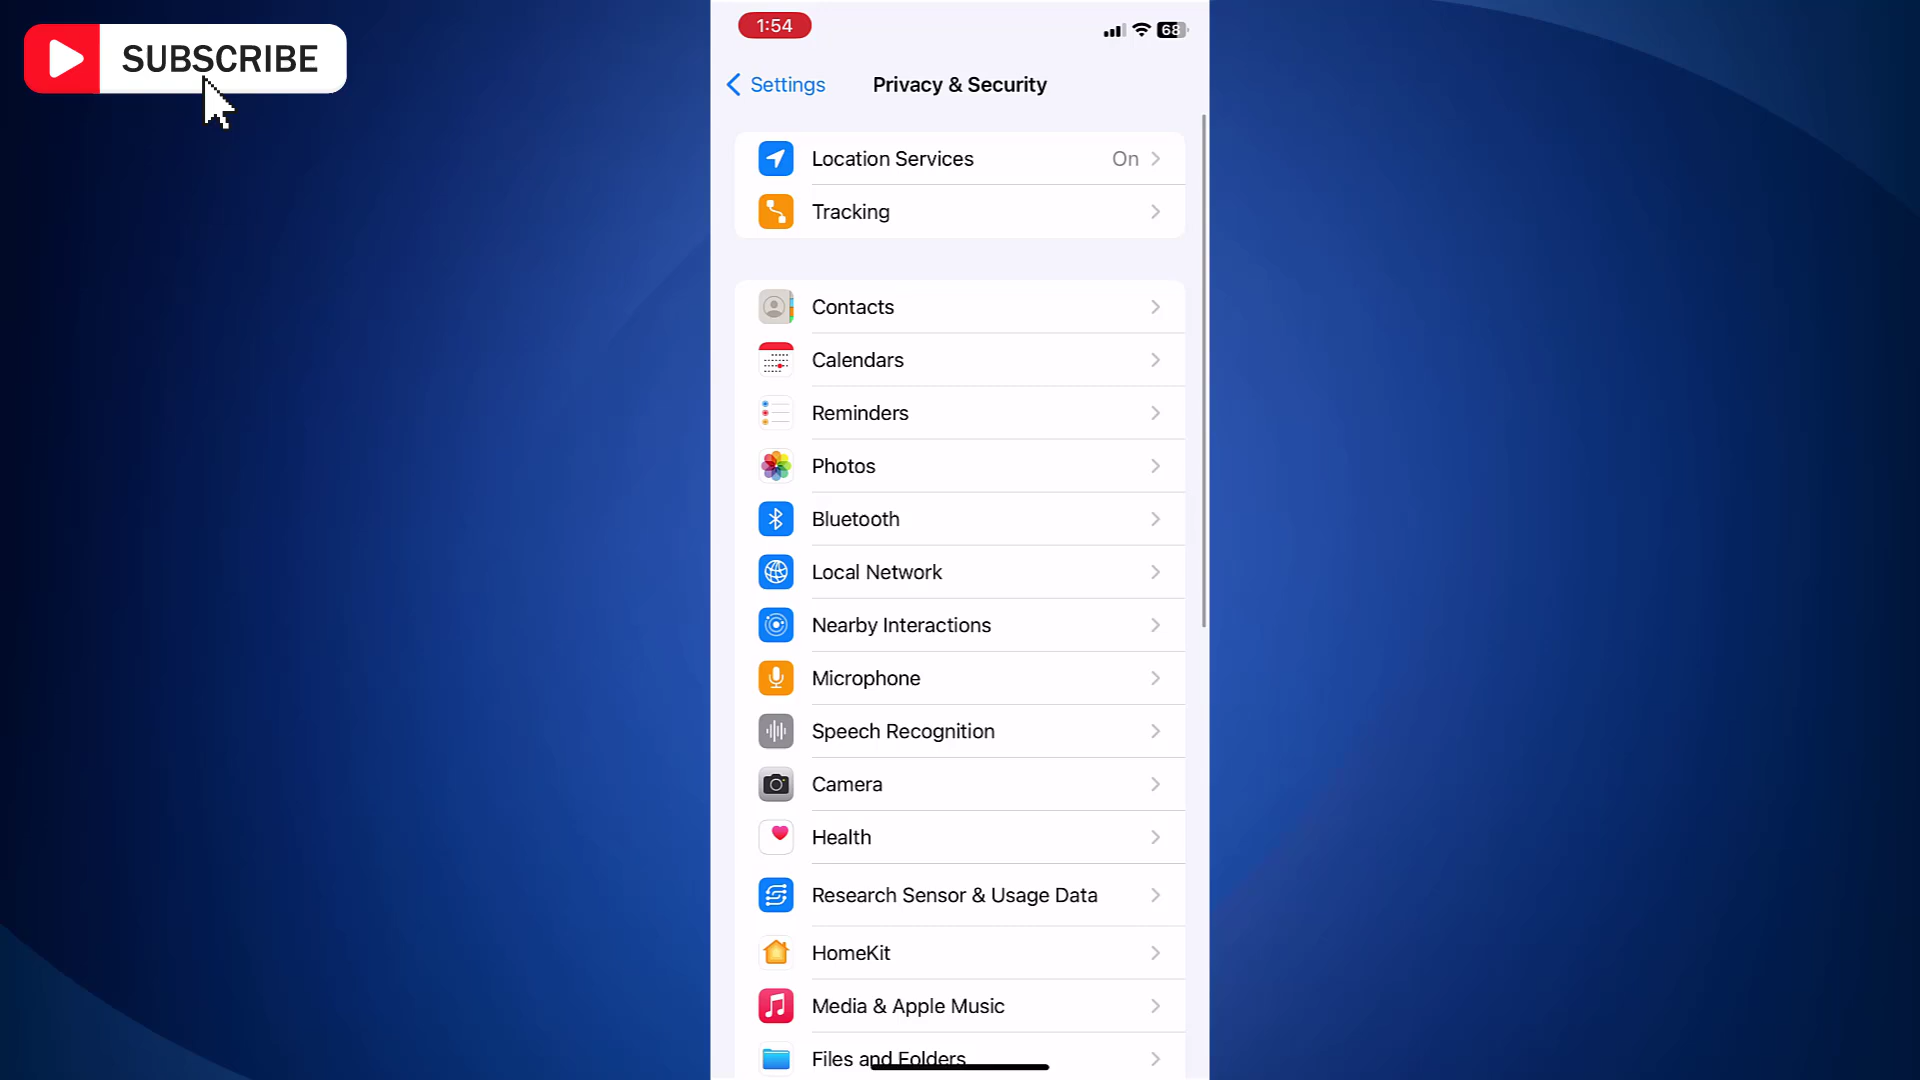 SUBSCRIBE
1:54
68
Settings
Privacy & Security
Location Services On
Tracking
Contacts
Calendars
Reminders
Photos
Bluetooth
Local Network
Nearby Interactions
Microphone
Speech Recognition
Camera
Health
Research Sensor & Usage Data
HomeKit
Media & Apple Music
Files and Folders